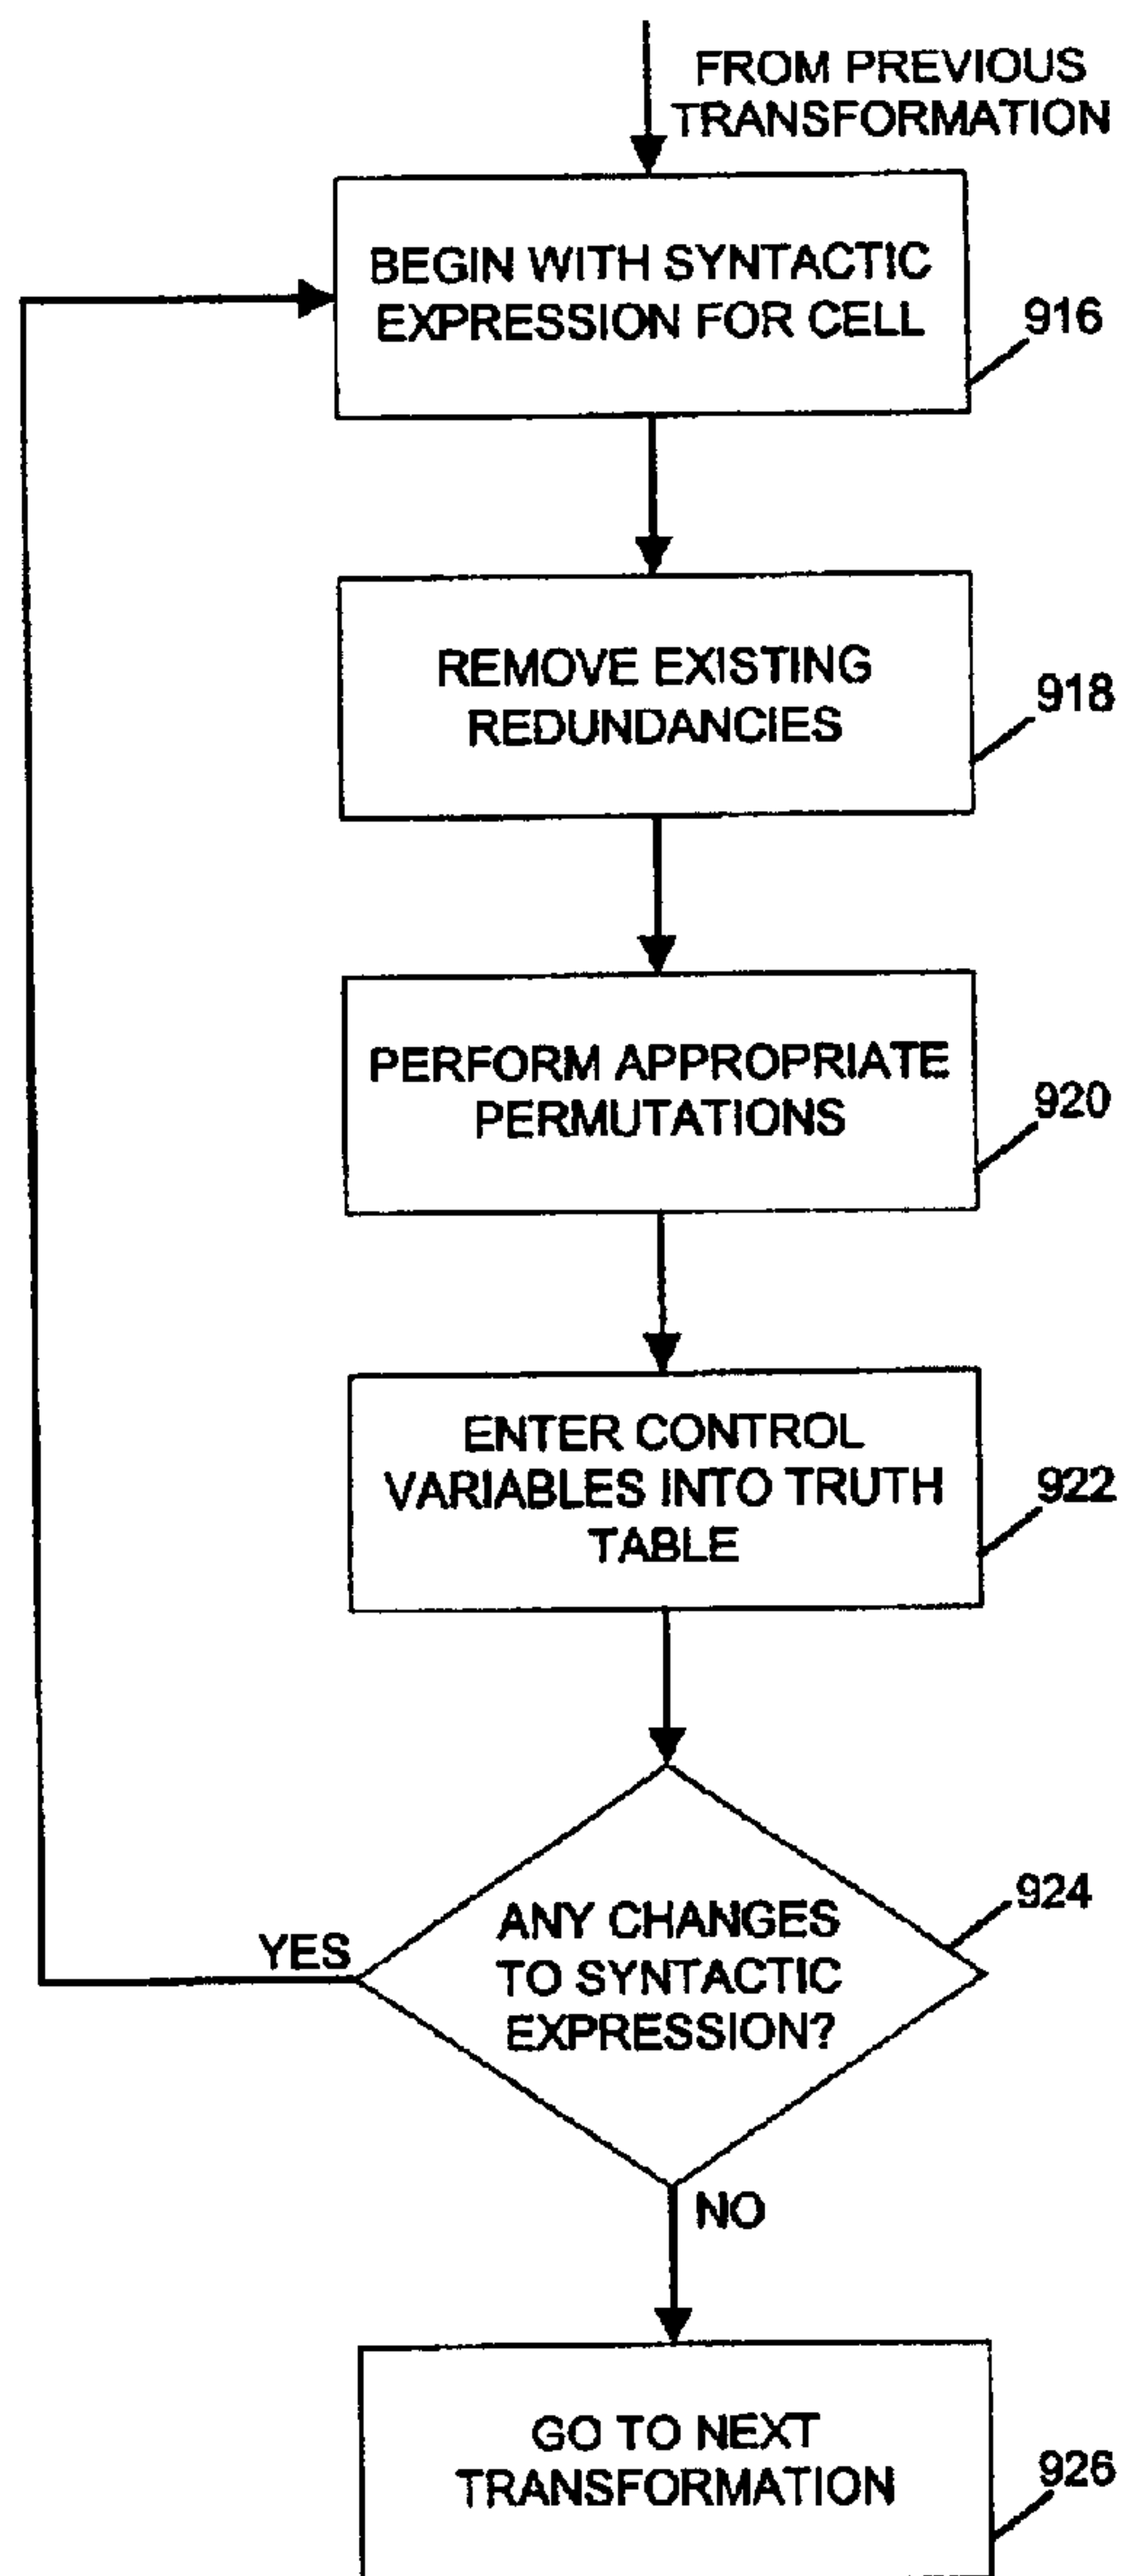 FROM PREVIOUS
TRANSFORMATION
BEGIN WITH SYNTACTIC
EXPRESSION FOR CELL
916
REMOVE EXISTING
REDUNDANCIES
918
PERFORM APPROPRIATE
PERMUTATIONS
920
ENTER CONTROL
VARIABLES INTO TRUTH
TABLE
922
ANY CHANGES
TO SYNTACTIC
EXPRESSION?
924
YES
NO
GO TO NEXT
TRANSFORMATION
926